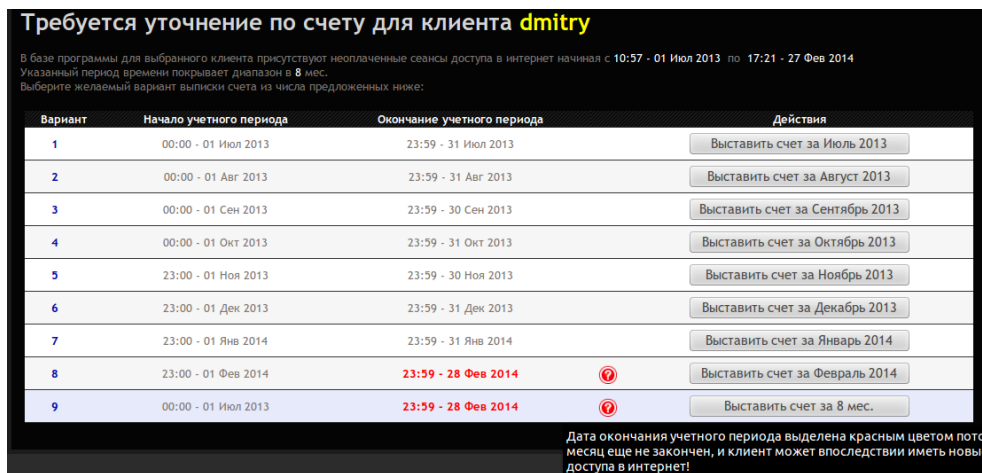 Требуется уточнение по счету для клиента dmitry
В базе программы для выбранного клиента присутствуют неоплаченные сеансы доступа в интернет начиная с 10:57 - 01 Июл 2013 по 17:21 - 27 Фев 2014
Указанный период времени покрывает диапазон в 8 мес.
Выберите желаемый вариант выписки счета из числа предложенных ниже:
Вариант Начало учетного периода Окончание учетного периода Действия
1 00:00 - 01 Июл 2013 23:59 - 31 Июл 2013 Выставить счет за Июль 2013
2 00:00 - 01 Авг 2013 23:59 - 31 Авг 2013 Выставить счет за Август 2013
3 00:00 - 01 Сен 2013 23:59 - 30 Сен 2013 Выставить счет за Сентябрь 2013
4 00:00 - 01 Окт 2013 23:59 - 31 Окт 2013 Выставить счет за Октябрь 2013
5 23:00 - 01 Ноя 2013 23:59 - 30 Ноя 2013 Выставить счет за Ноябрь 2013
6 23:00 - 01 Дек 2013 23:59 - 31 Дек 2013 Выставить счет за Декабрь 2013
7 23:00 - 01 Янв 2014 23:59 - 31 Янв 2014 Выставить счет за Январь 2014
8 23:00 - 01 Фев 2014 23:59 - 28 Фев 2014 ? Выставить счет за Февраль 2014
9 00:00 - 01 Июл 2013 23:59 - 28 Фев 2014 ? Выставить счет за 8 мес.
Дата окончания учетного периода выделена красным цветом
месяц еще не закончен, и клиент может впоследствии иметь
доступа в интернет!